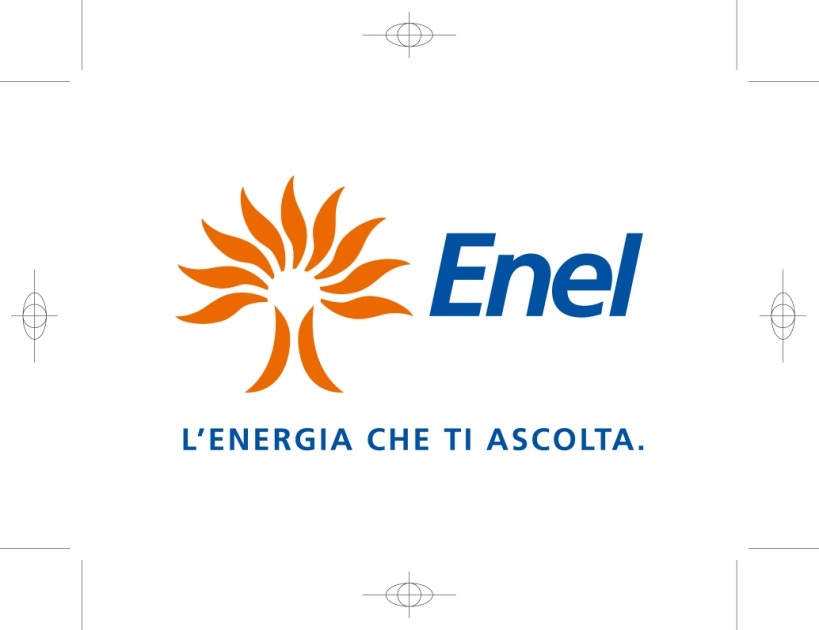 Enel
L’ENERGIA CHE TI ASCOLTA.